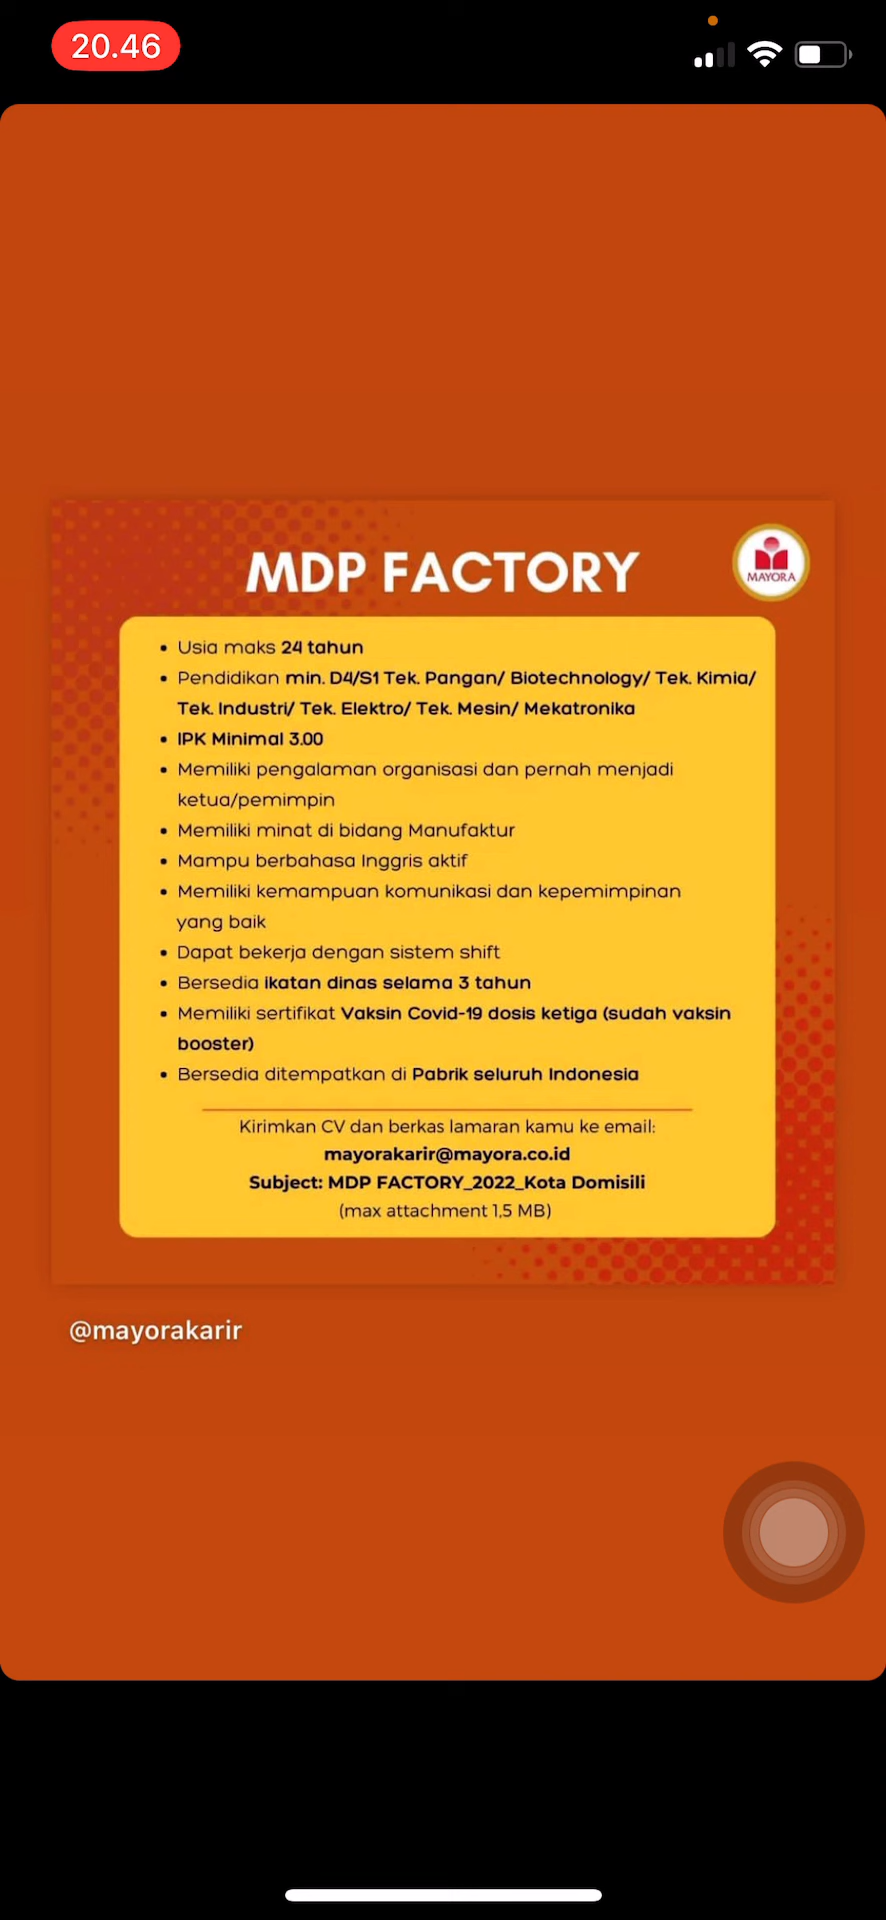 20.46
MDP FACTORY
MAYORA
• Usia maks 24 tahun
• Pendidikan min. D4/S1 Tek. Pangan/ Biotechnology/ Tek. Kimia/
Tek. Industri/ Tek. Elektro/ Tek. Mesin/ Mekatronika
• IPK Minimal 3.00
• Memiliki pengalaman organisasi dan pernah menjadi
ketua/pemimpin
• Memiliki minat di bidang Manufaktur
• Mampu berbahasa Inggris aktif
• Memiliki kemampuan komunikasi dan kepemimpinan
yang baik
• Dapat bekerja dengan sistem shift
• Bersedia ikatan dinas selama 3 tahun
• Memiliki sertifikat Vaksin Covid-19 dosis ketiga (sudah vaksin
booster)
• Bersedia ditempatkan di Pabrik seluruh Indonesia
Kirimkan CV dan berkas lamaran kamu ke email:
mayorakarir@mayora.co.id
Subject: MDP FACTORY_2022_Kota Domisili
(max attachment 1,5 MB)
@mayorakarir